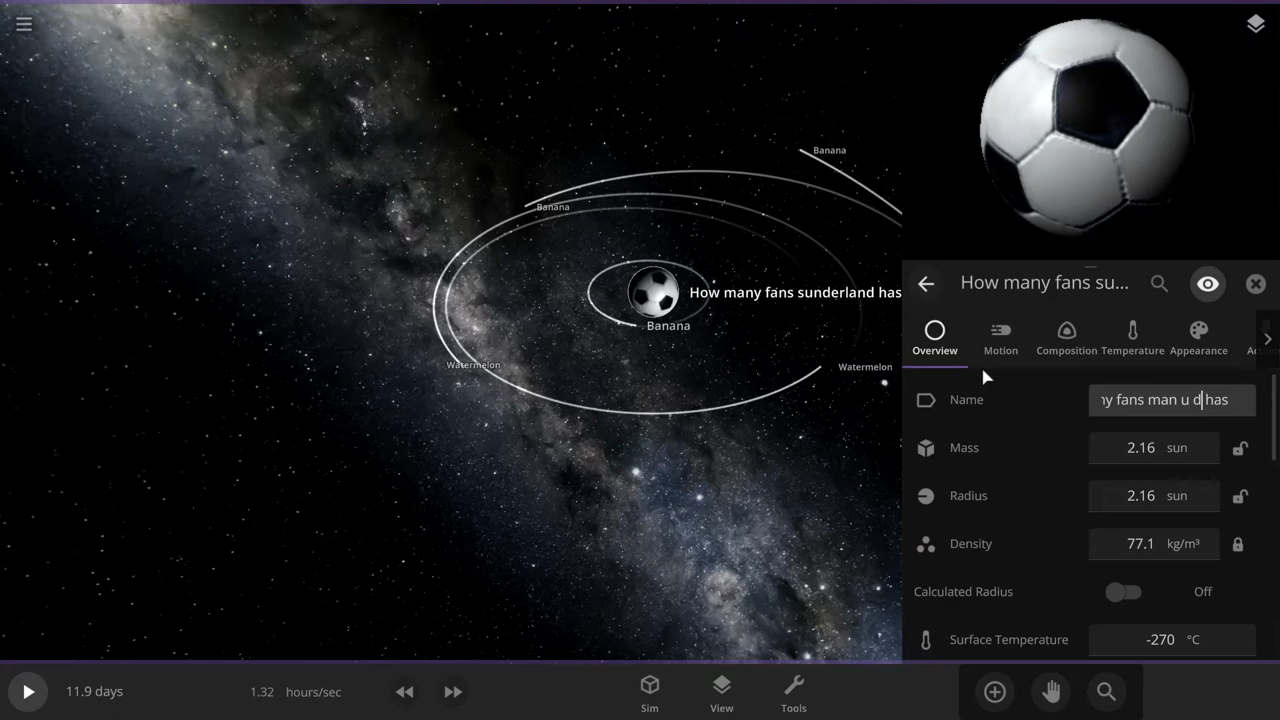 Banana
Banana
How many fans sunderland has
Banana
Watermelon
Watermelon
How many fans su...
Overview
Motion
Composition
Temperature
Appearance
Name
ny fans man u d has
Mass
2.16 sun
Radius
2.16 sun
Density
77.1 kg/m³
Calculated Radius
Off
Surface Temperature
-270 °C
11.9 days
1.32 hours/sec
Sim
View
Tools